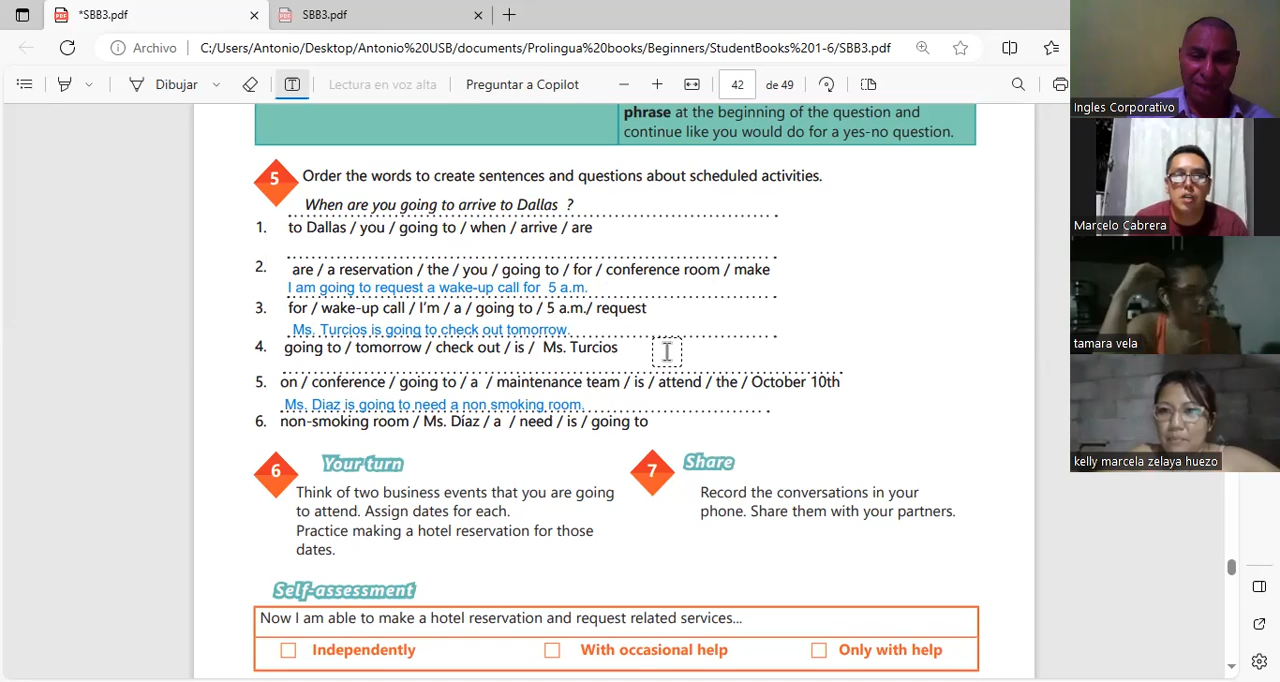 *SBB3.pdf
SBB3.pdf
Archivo C:/Users/Antonio/Desktop/Antonio%20USB/documents/Prolingua%20books/Beginners/StudentBooks%201-6/SBB3.pdf
Dibujar Lectura en voz alta Preguntar a Copilot 42 de 49
phrase at the beginning of the question and
continue like you would do for a yes-no question.
5 Order the words to create sentences and questions about scheduled activities.
When are you going to arrive to Dallas ?
1. to Dallas / you / going to / when / arrive / are
2. are / a reservation / the / you / going to / for / conference room / make
I am going to request a wake-up call for 5 a.m.
3. for / wake-up call / I'm / a / going to / 5 a.m./ request
Ms. Turcios is going to check out tomorrow.
4. going to / tomorrow / check out / is / Ms. Turcios
5. on / conference / going to / a / maintenance team / is / attend / the / October 10th
Ms. Diaz is going to need a non smoking room.
6. non-smoking room / Ms. Díaz / a / need / is / going to
6 Your turn
Think of two business events that you are going
to attend. Assign dates for each.
Practice making a hotel reservation for those
dates.
7 Share
Record the conversations in your
phone. Share them with your partners.
Self-assessment
Now I am able to make a hotel reservation and request related services...
Independently With occasional help Only with help
Ingles Corporativo
Marcelo Cabrera
tamara vela
kelly marcela zelaya huezo